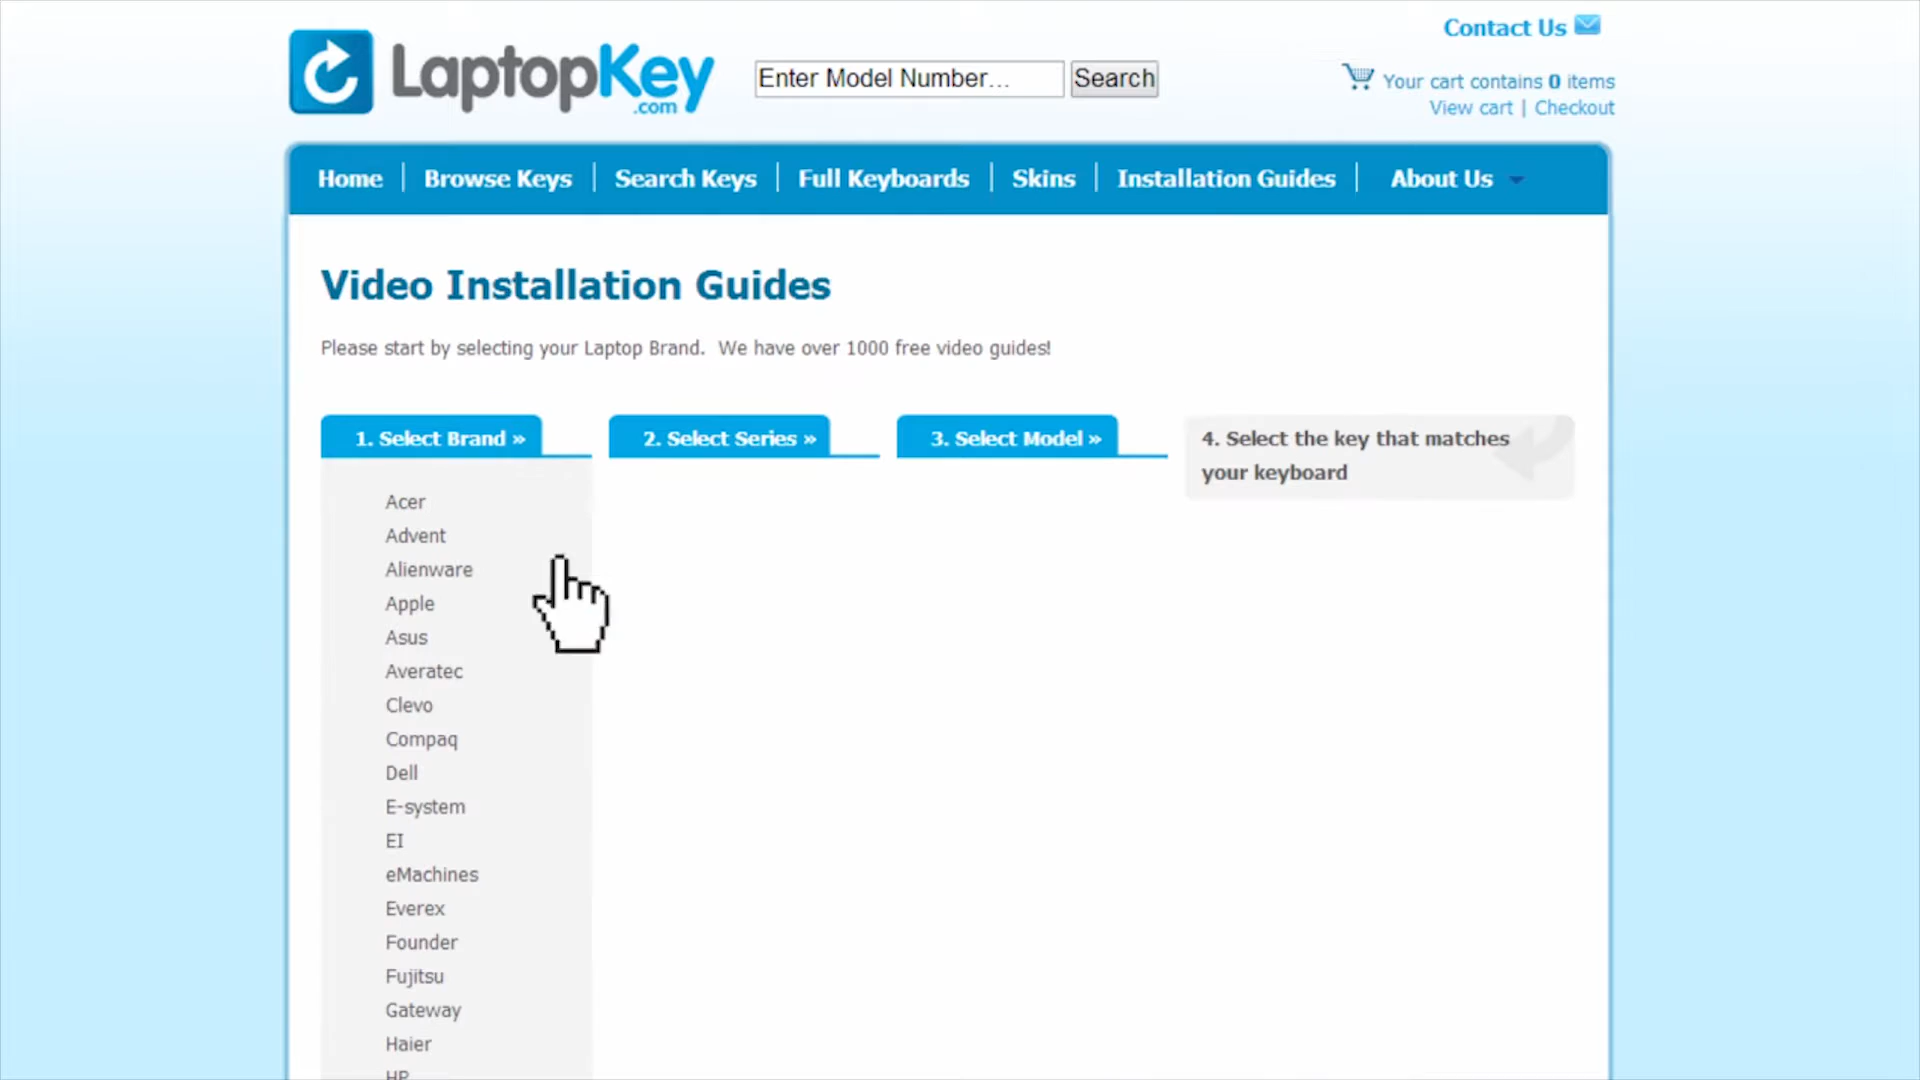 LaptopKey
.com
Enter Model Number...
Search
Contact Us
Your cart contains 0 items
View cart | Checkout
Home
Browse Keys
Search Keys
Full Keyboards
Skins
Installation Guides
About Us
Video Installation Guides
Please start by selecting your Laptop Brand. We have over 1000 free video guides!
1. Select Brand »
2. Select Series »
3. Select Model »
4. Select the key that matches
your keyboard
Acer
Advent
Alienware
Apple
Asus
Averatec
Clevo
Compaq
Dell
E-system
EI
eMachines
Everex
Founder
Fujitsu
Gateway
Haier
HP